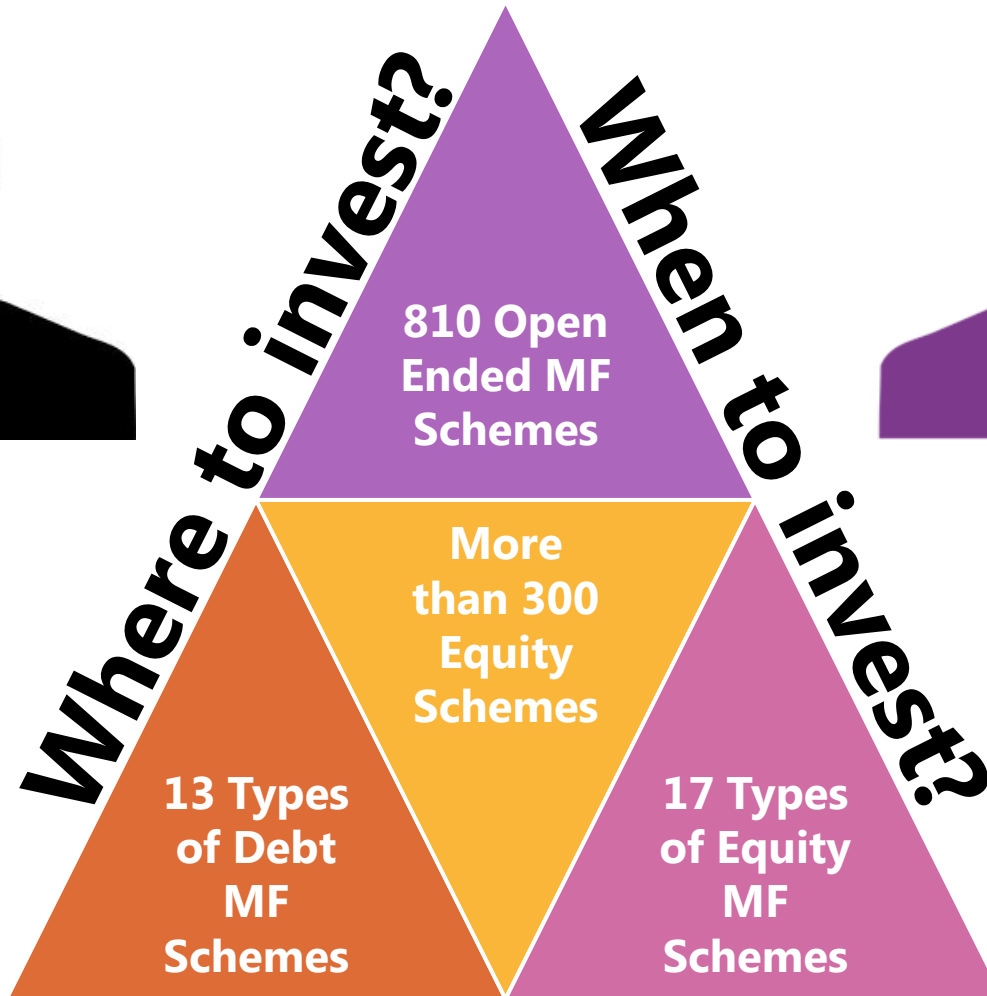 Where to invest?
When to invest?
810 Open
Ended MF
Schemes
More
than 300
Equity
Schemes
13 Types
of Debt
MF
Schemes
17 Types
of Equity
MF
Schemes